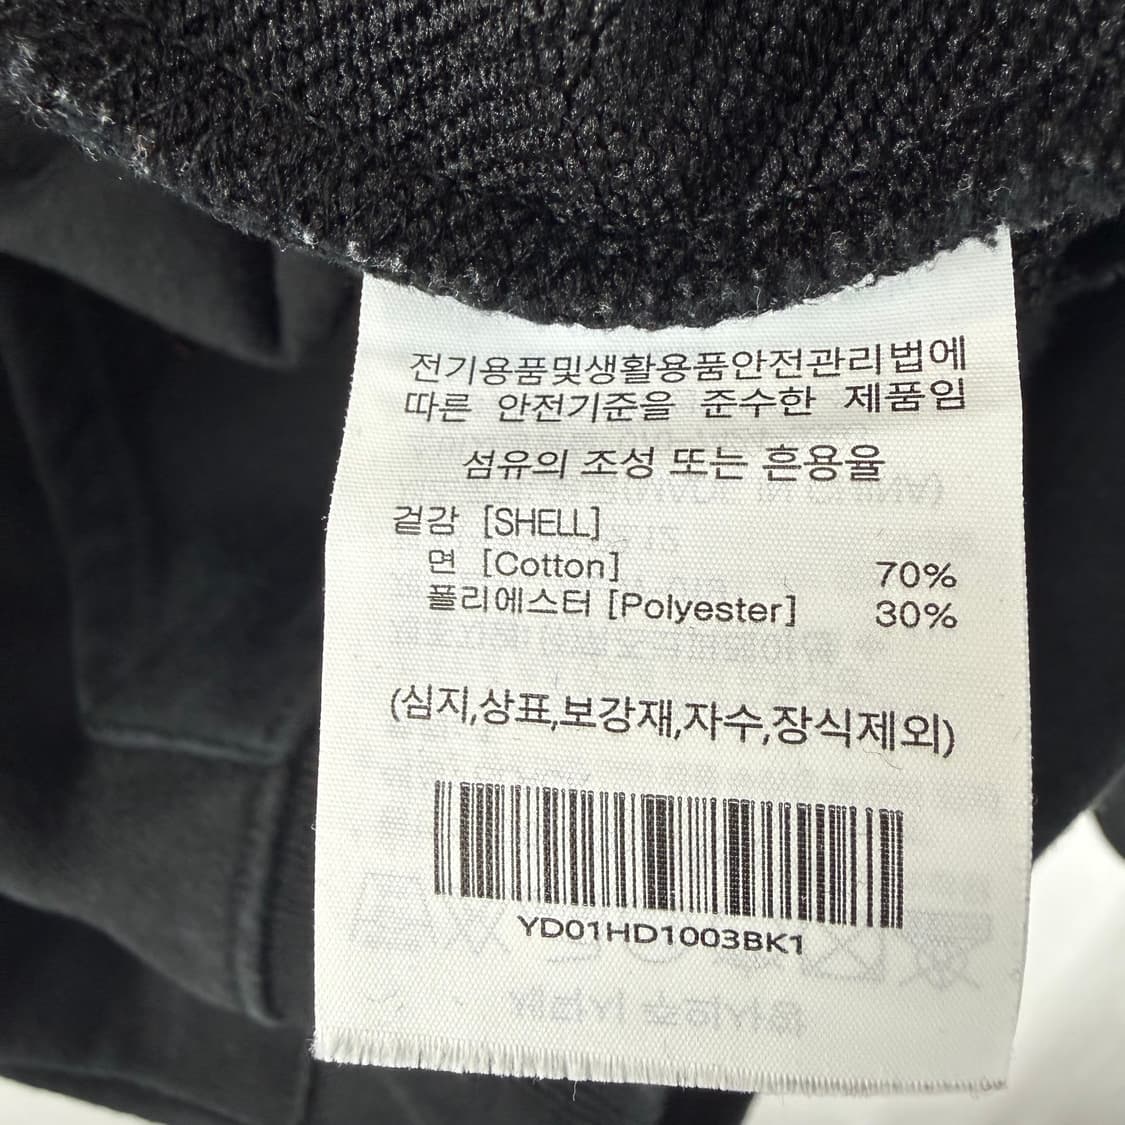 전기용품및생활용품안전관리법에
따른 안전기준을 준수한 제품임
섬유의 조성 또는 혼용율
겉감 [SHELL]
면 [Cotton] 70%
폴리에스터 [Polyester] 30%
(심지,상표,보강재,자수,장식제외)
YD01HD1003BK1